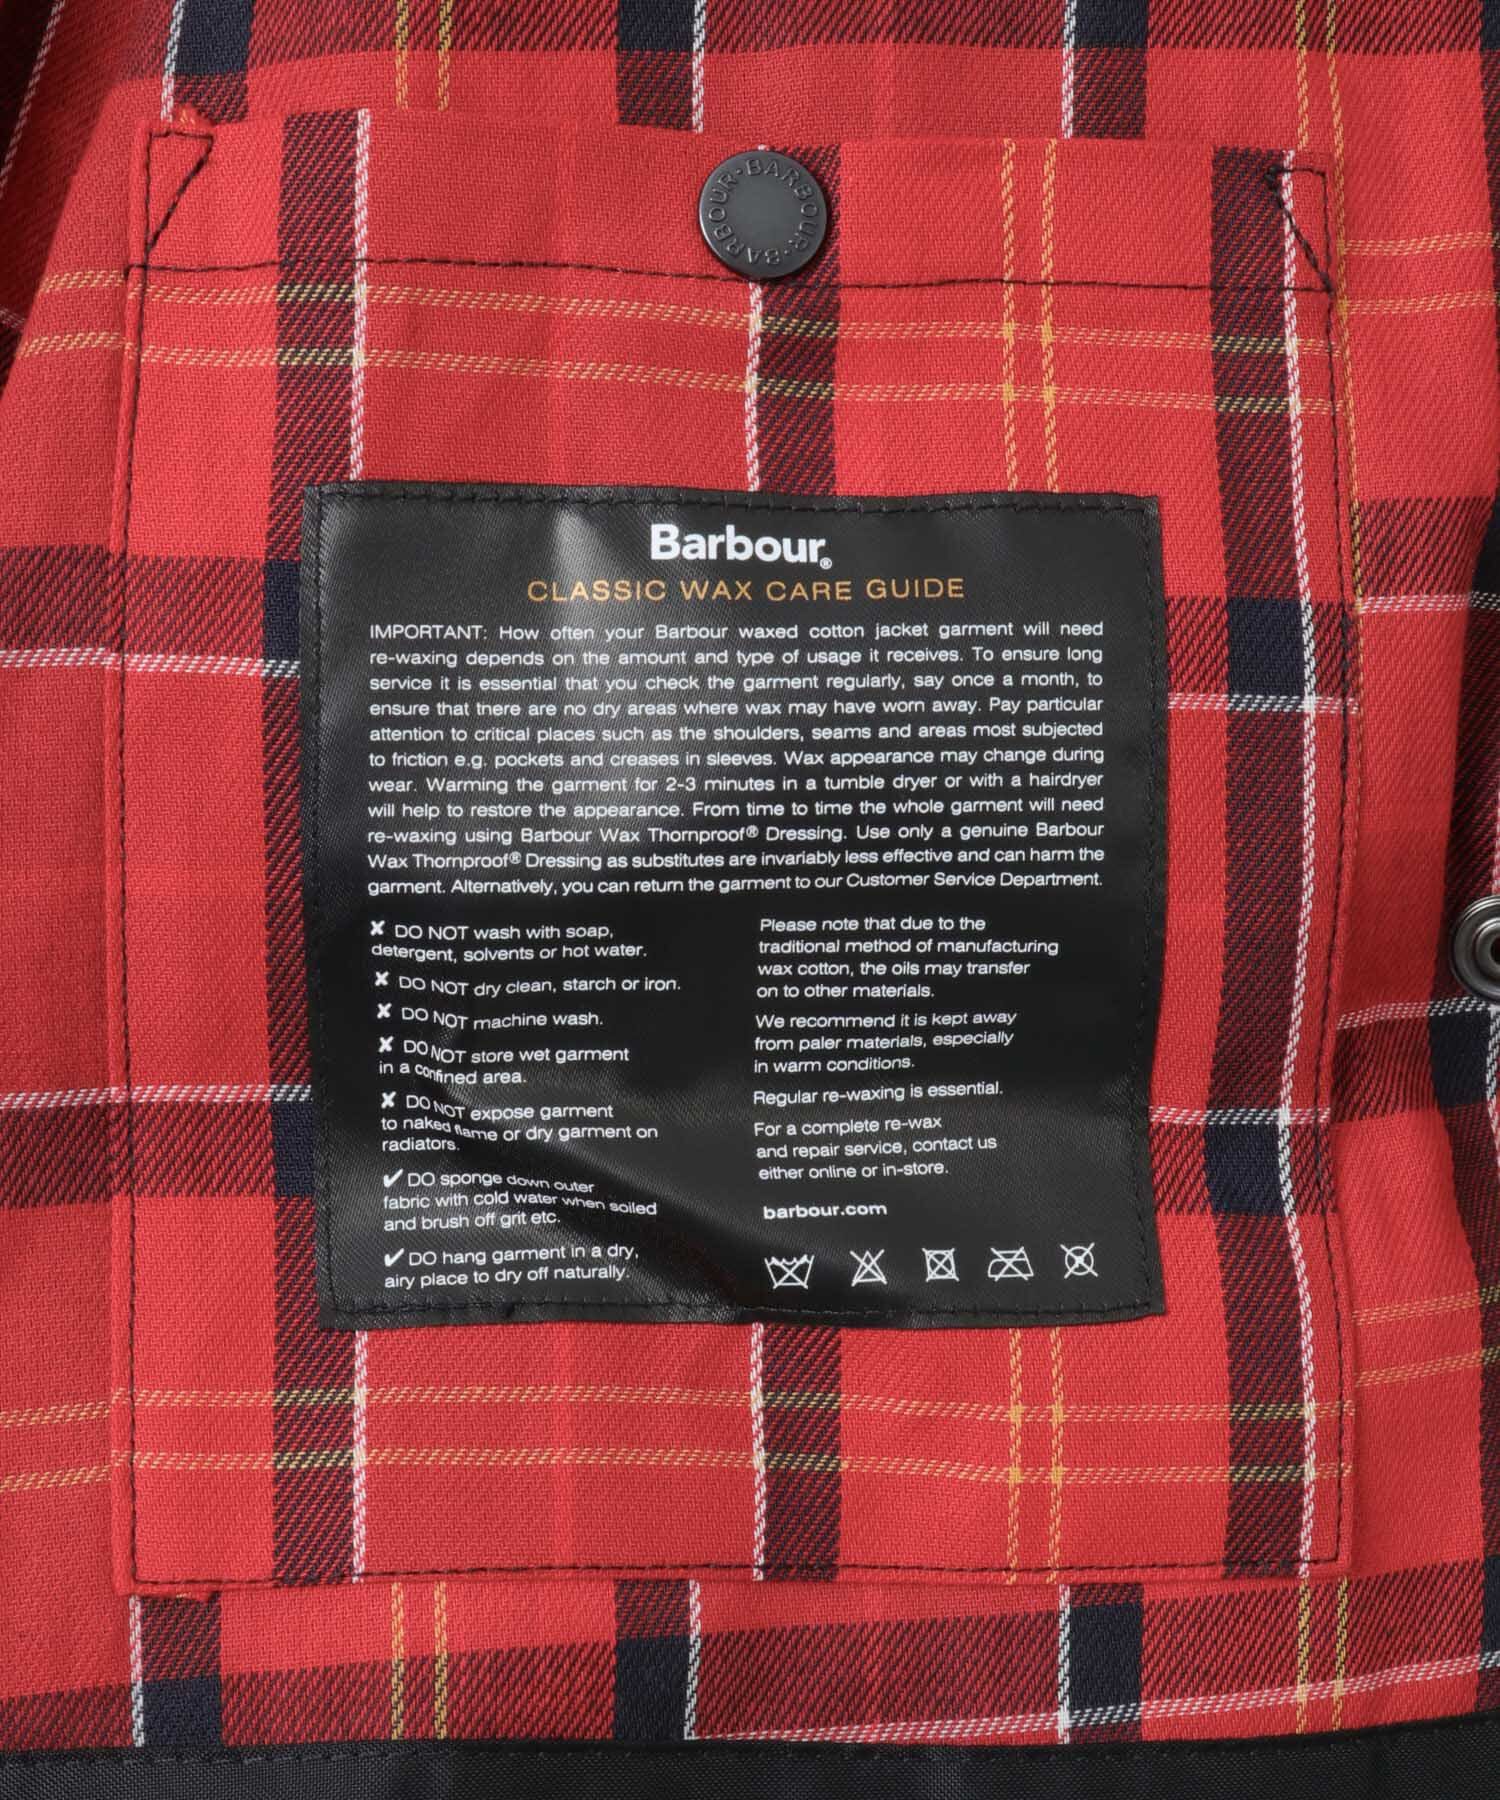 BARBOUR·BARBOUR·BARBOUR·
Barbour®
CLASSIC WAX CARE GUIDE
IMPORTANT: How often your Barbour waxed cotton jacket garment will need
re-waxing depends on the amount and type of usage it receives. To ensure long
service it is essential that you check the garment regularly, say once a month, to
ensure that there are no dry areas where wax may have worn away. Pay particular
attention to critical places such as the shoulders, seams and areas most subjected
to friction e.g. pockets and creases in sleeves. Wax appearance may change during
wear. Warming the garment for 2-3 minutes in a tumble dryer or with a hairdryer
will help to restore the appearance. From time to time the whole garment will need
re-waxing using Barbour Wax Thornproof® Dressing. Use only a genuine Barbour
Wax Thornproof® Dressing as substitutes are invariably less effective and can harm the
garment. Alternatively, you can return the garment to our Customer Service Department.
✘ DO NOT wash with soap,
detergent, solvents or hot water.
✘ DO NOT dry clean, starch or iron.
✘ DO NOT machine wash.
✘ DO NOT store wet garment
in a confined area.
✘ DO NOT expose garment
to naked flame or dry garment on
radiators.
✔ DO sponge down outer
fabric with cold water when soiled
and brush off grit etc.
✔ DO hang garment in a dry,
airy place to dry off naturally.
Please note that due to the
traditional method of manufacturing
wax cotton, the oils may transfer
on to other materials.
We recommend it is kept away
from paler materials, especially
in warm conditions.
Regular re-waxing is essential.
For a complete re-wax
and repair service, contact us
either online or in-store.
barbour.com